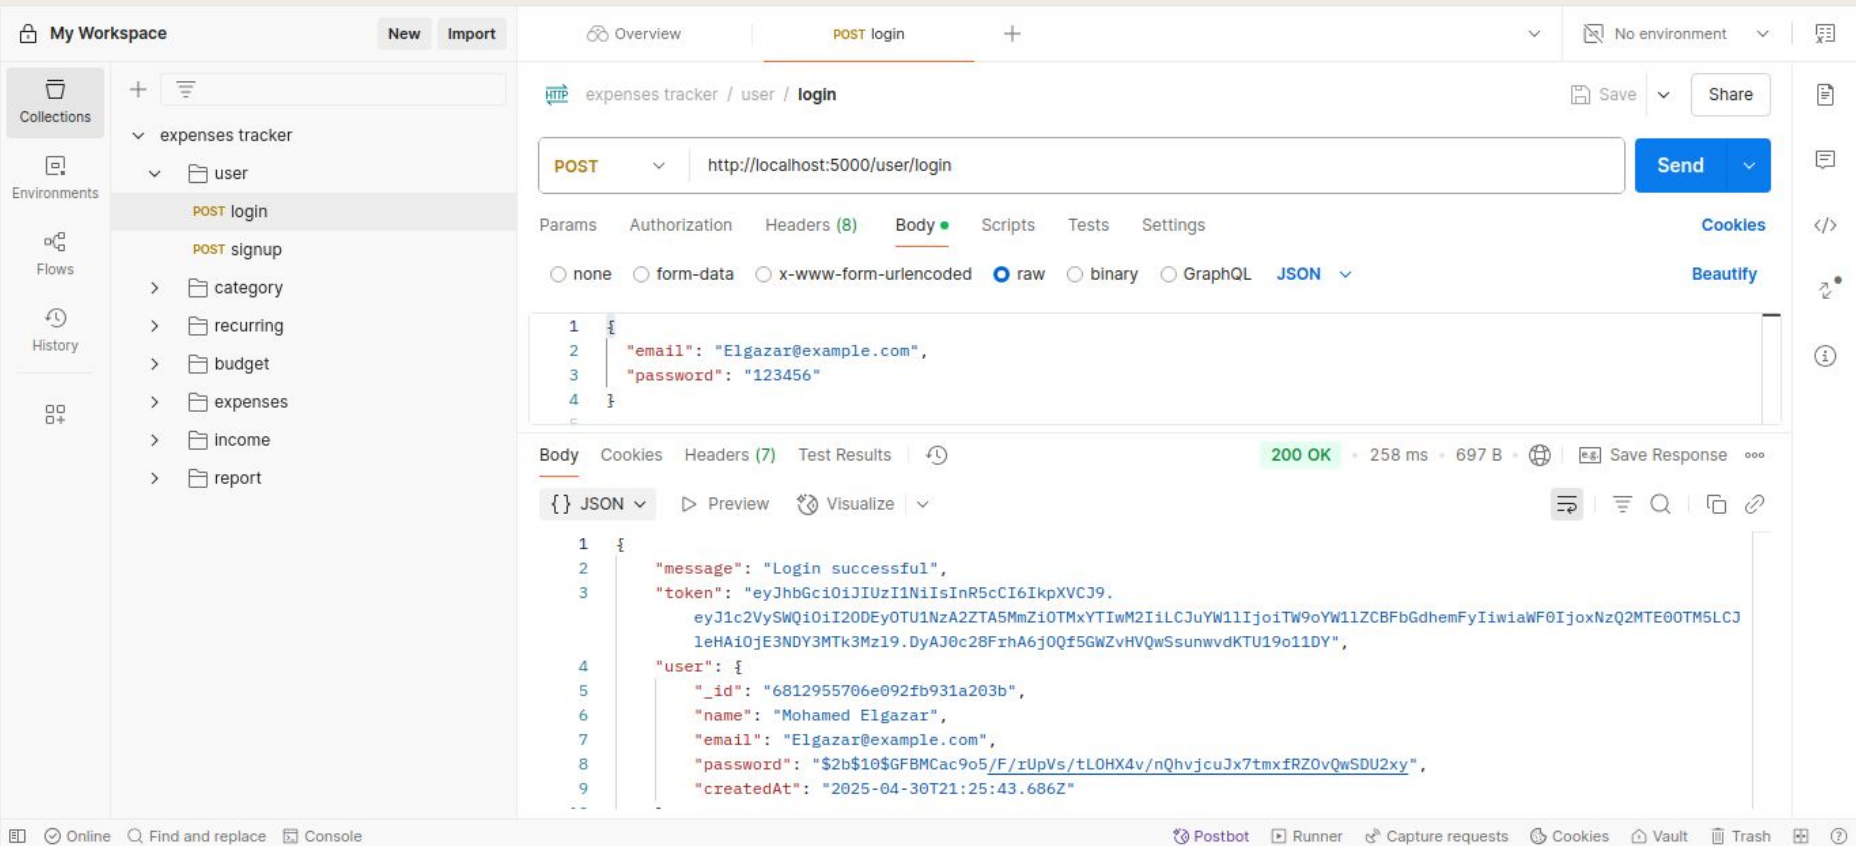 My Workspace New Import Overview POST login No environment
Collections
Environments
Flows
History
expenses tracker
user
POST login
POST signup
category
recurring
budget
expenses
income
report
HTTP expenses tracker / user / login Save Share
POST http://localhost:5000/user/login Send
Params Authorization Headers (8) Body Scripts Tests Settings Cookies
none form-data x-www-form-urlencoded raw binary GraphQL JSON Beautify
1 {
2 "email": "Elgazar@example.com",
3 "password": "123456"
4 }
5
Body Cookies Headers (7) Test Results 200 OK 258 ms 697 B e.g. Save Response
{} JSON Preview Visualize
1 {
2 "message": "Login successful",
3 "token": "eyJhbGciOiJIUzI1NiIsInR5cCI6IkpXVCJ9.
eyJ1c2VySWQiOiI2ODEyOTU1NzA2ZTA5MmZiOTMxYTIwM2IiLCJuYW1lIjoiTW9oYW1lZCBFbGdhemFyIiwiaWF0IjoxNzQ2MTE0OTM5LCJ
leHAiOjE3NDY3MTk3Mzl9.DyAJ0c28FrhA6jOQf5GWZvHVQwSsunwvdKTU19o11DY",
4 "user": {
5 "_id": "6812955706e092fb931a203b",
6 "name": "Mohamed Elgazar",
7 "email": "Elgazar@example.com",
8 "password": "$2b$10$GFBMCac9o5/F/rUpVs/tLOHX4v/nQhvjcuJx7tmxfRZOvQwSDU2xy",
9 "createdAt": "2025-04-30T21:25:43.686Z"
Online Find and replace Console Postbot Runner Capture requests Cookies Vault Trash